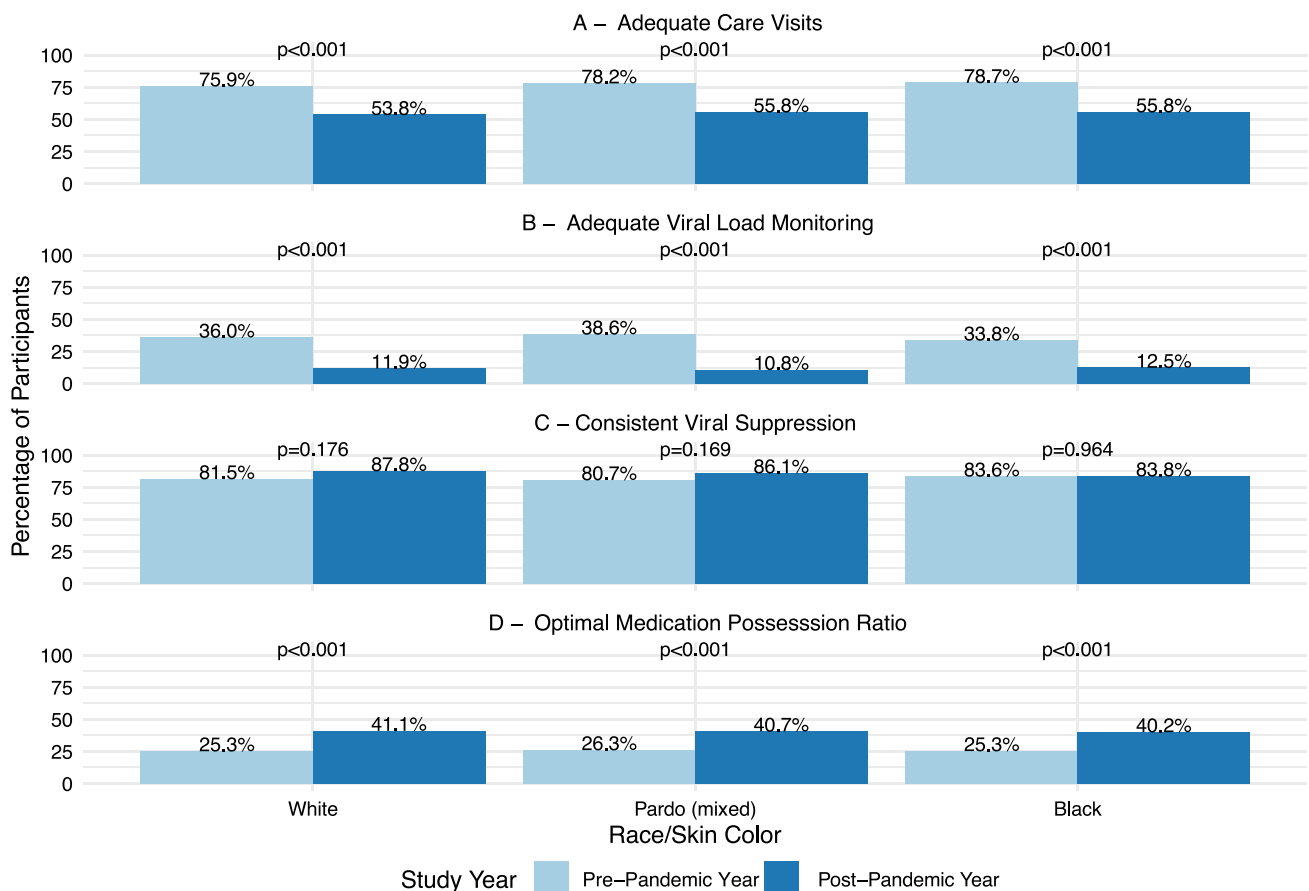 A – Adequate Care Visits
p<0.001 p<0.001 p<0.001
100
75
50
25
0
75.9% 53.8% 78.2% 55.8% 78.7% 55.8%
B – Adequate Viral Load Monitoring
p<0.001 p<0.001 p<0.001
100
75
50
25
0
36.0% 11.9% 38.6% 10.8% 33.8% 12.5%
C – Consistent Viral Suppression
p=0.176 p=0.169 p=0.964
100
75
50
25
0
81.5% 87.8% 80.7% 86.1% 83.6% 83.8%
D – Optimal Medication Possesssion Ratio
p<0.001 p<0.001 p<0.001
100
75
50
25
0
25.3% 41.1% 26.3% 40.7% 25.3% 40.2%
Percentage of Participants
White Pardo (mixed) Black
Race/Skin Color
Study Year Pre–Pandemic Year Post–Pandemic Year